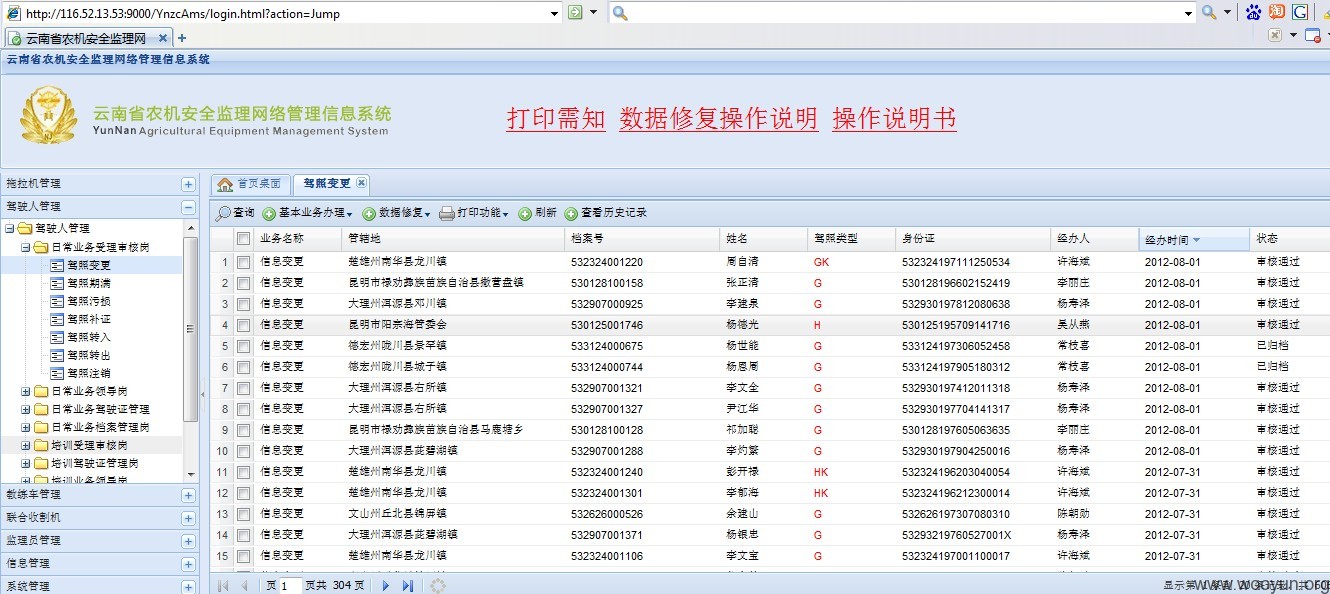 http://116.52.13.53:9000/YnzcAms/login.html?action=Jump
云南省农机安全监理网
云南省农机安全监理网络管理信息系统
云南省农机安全监理网络管理信息系统
YunNan Agricultural Equipment Management System
打印需知 数据修复操作说明 操作说明书
拖拉机管理
驾驶人管理
驾驶人管理
日常业务受理审核岗
驾照变更
驾照期满
驾照污损
驾照补证
驾照转入
驾照转出
驾照注销
日常业务领导岗
日常业务驾驶证管理
日常业务档案管理岗
培训受理审核岗
培训驾驶证管理岗
培训业务领导岗
教练车管理
联合收割机
监理员管理
信息管理
系统管理
首页桌面 驾照变更
查询 基本业务办理 数据修复 打印功能 刷新 查看历史记录
业务名称 管辖地 档案号 姓名 驾照类型 身份证 经办人 经办时间 状态
1 信息变更 楚雄州南华县龙川镇 532324001220 周自清 GK 532324197111250534 许海斌 2012-08-01 审核通过
2 信息变更 昆明市禄劝彝族苗族自治县撒营盘镇 530128100158 张正清 G 530128196602152419 李丽庄 2012-08-01 审核通过
3 信息变更 大理州洱源县邓川镇 532907000925 李建泉 G 532930197812080638 杨寿泽 2012-08-01 审核通过
4 信息变更 昆明市阳宗海管委会 530125001746 杨德光 H 530125195709141716 吴从燕 2012-08-01 审核通过
5 信息变更 德宏州陇川县景罕镇 533124000675 杨世能 G 533124197306052458 常枝喜 2012-08-01 已归档
6 信息变更 德宏州陇川县城子镇 533124000744 杨恩周 G 533124197905180312 常枝喜 2012-08-01 已归档
7 信息变更 大理州洱源县右所镇 532907001321 李文全 G 532930197412011318 杨寿泽 2012-08-01 审核通过
8 信息变更 大理州洱源县右所镇 532907001327 尹江华 G 532930197704141317 杨寿泽 2012-08-01 审核通过
9 信息变更 昆明市禄劝彝族苗族自治县马鹿塘乡 530128100128 祁加聪 G 530128197605063635 李丽庄 2012-08-01 审核通过
10 信息变更 大理州洱源县茈碧湖镇 532907001288 李灼繁 G 532930197904250016 杨寿泽 2012-08-01 审核通过
11 信息变更 楚雄州南华县龙川镇 532324001240 彭开禄 HK 532324196203040054 许海斌 2012-07-31 审核通过
12 信息变更 楚雄州南华县龙川镇 532324001301 李郁海 HK 532324196212300014 许海斌 2012-07-31 审核通过
13 信息变更 文山州丘北县锦屏镇 532626000526 余建山 G 532626197307080310 陈朝勋 2012-07-31 审核通过
14 信息变更 大理州洱源县茈碧湖镇 532907001371 杨银忠 G 53293219760527001X 杨寿泽 2012-07-31 审核通过
15 信息变更 楚雄州南华县龙川镇 532324001106 李文宝 G 532324197001100017 许海斌 2012-07-31 审核通过
页 1 页共 304 页
显示第
www.wooyun.org